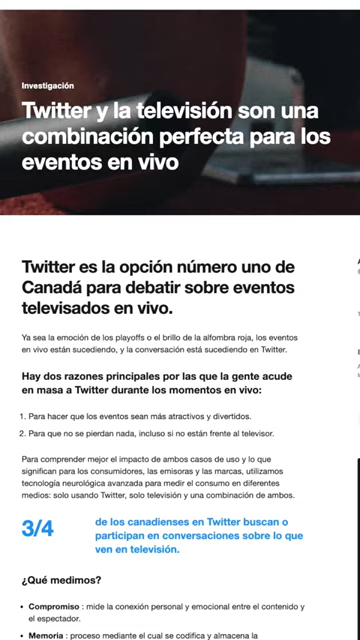 Investigación
Twitter y la televisión son una
combinación perfecta para los
eventos en vivo
Twitter es la opción número uno de
Canadá para debatir sobre eventos
televisados en vivo.
Ya sea la emoción de los playoffs o el brillo de la alfombra roja, los eventos
en vivo están sucediendo, y la conversación está sucediendo en Twitter.
Hay dos razones principales por las que la gente acude
en masa a Twitter durante los momentos en vivo:
1. Para hacer que los eventos sean más atractivos y divertidos.
2. Para que no se pierdan nada, incluso si no están frente al televisor.
Para comprender mejor el impacto de ambos casos de uso y lo que
significan para los consumidores, las emisoras y las marcas, utilizamos
tecnología neurológica avanzada para medir el consumo en diferentes
medios: solo usando Twitter, solo televisión y una combinación de ambos.
3/4
de los canadienses en Twitter buscan o
participan en conversaciones sobre lo que
ven en televisión.
¿Qué medimos?
• Compromiso : mide la conexión personal y emocional entre el contenido y
el espectador.
• Memoria : proceso mediante el cual se codifica y almacena la